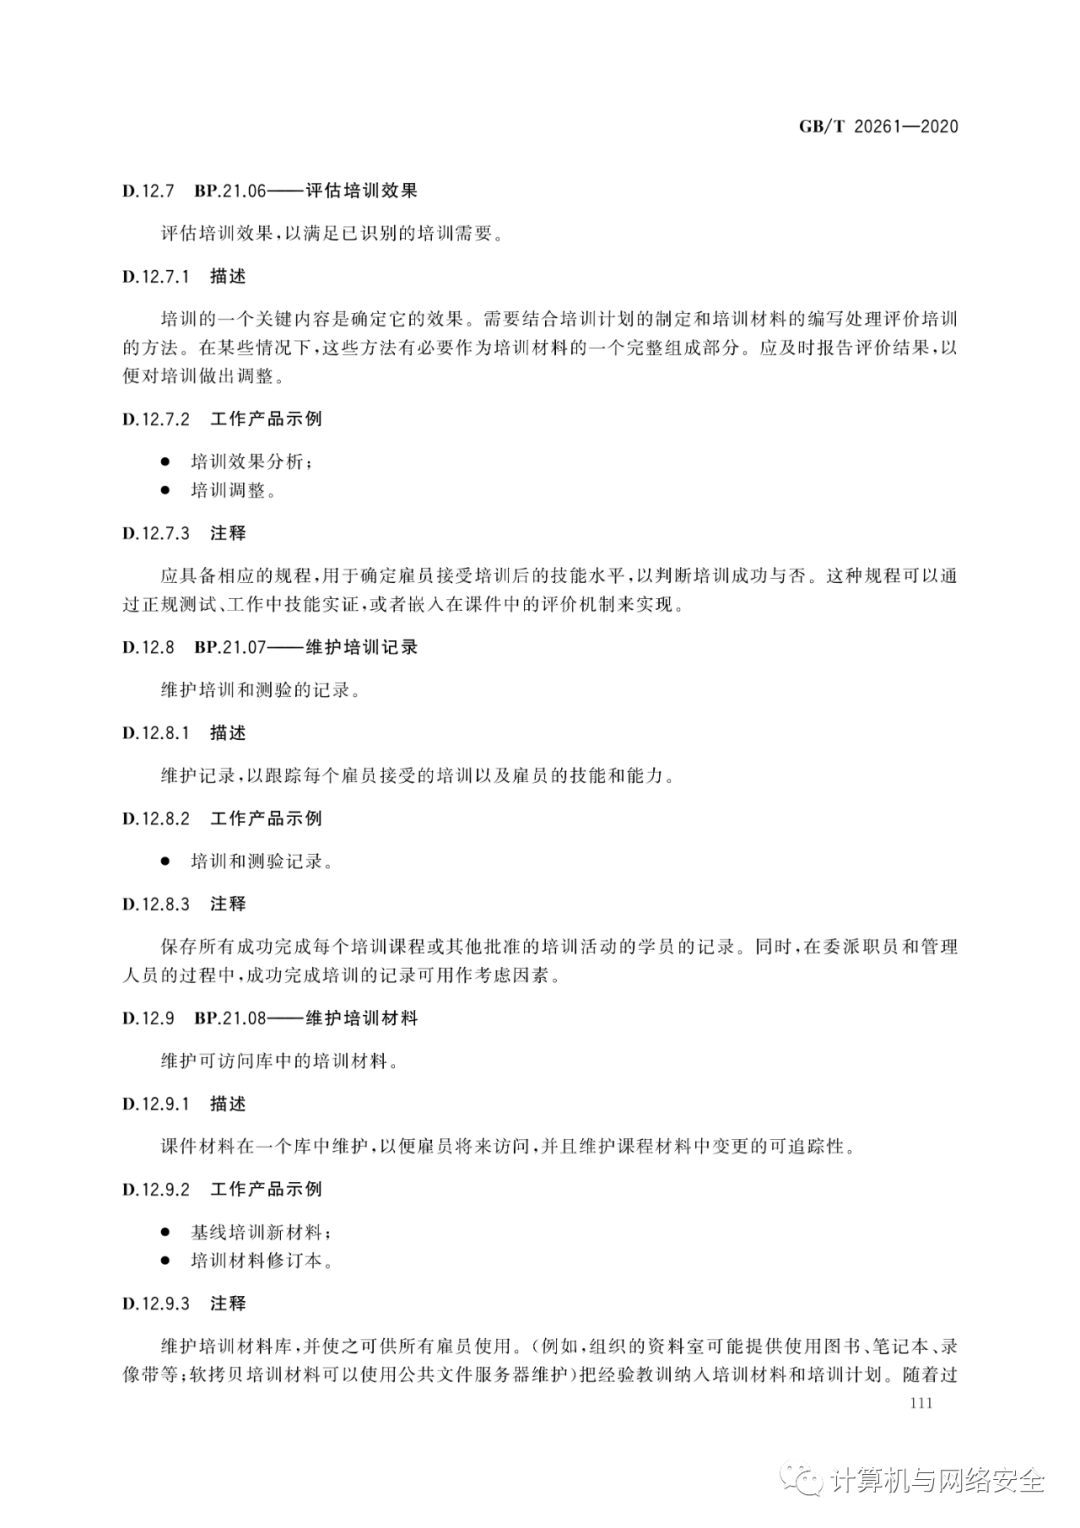 GB/T 20261—2020
D.12.7 BP.21.06——评估培训效果
评估培训效果,以满足已识别的培训需要。
D.12.7.1 描述
培训的一个关键内容是确定它的效果。需要结合培训计划的制定和培训材料的编写处理评价培训
的方法。在某些情况下,这些方法有必要作为培训材料的一个完整组成部分。应及时报告评价结果,以
便对培训做出调整。
D.12.7.2 工作产品示例
● 培训效果分析;
● 培训调整。
D.12.7.3 注释
应具备相应的规程,用于确定雇员接受培训后的技能水平,以判断培训成功与否。这种规程可以通
过正规测试、工作中技能实证,或者嵌入在课件中的评价机制来实现。
D.12.8 BP.21.07——维护培训记录
维护培训和测验的记录。
D.12.8.1 描述
维护记录,以跟踪每个雇员接受的培训以及雇员的技能和能力。
D.12.8.2 工作产品示例
● 培训和测验记录。
D.12.8.3 注释
保存所有成功完成每个培训课程或其他批准的培训活动的学员的记录。同时,在委派职员和管理
人员的过程中,成功完成培训的记录可用作考虑因素。
D.12.9 BP.21.08——维护培训材料
维护可访问库中的培训材料。
D.12.9.1 描述
课件材料在一个库中维护,以便雇员将来访问,并且维护课程材料中变更的可追踪性。
D.12.9.2 工作产品示例
● 基线培训新材料;
● 培训材料修订本。
D.12.9.3 注释
维护培训材料库,并使之可供所有雇员使用。(例如,组织的资料室可能提供使用图书、笔记本、录
像带等;软拷贝培训材料可以使用公共文件服务器维护)把经验教训纳入培训材料和培训计划。随着过
111
计算机与网络安全